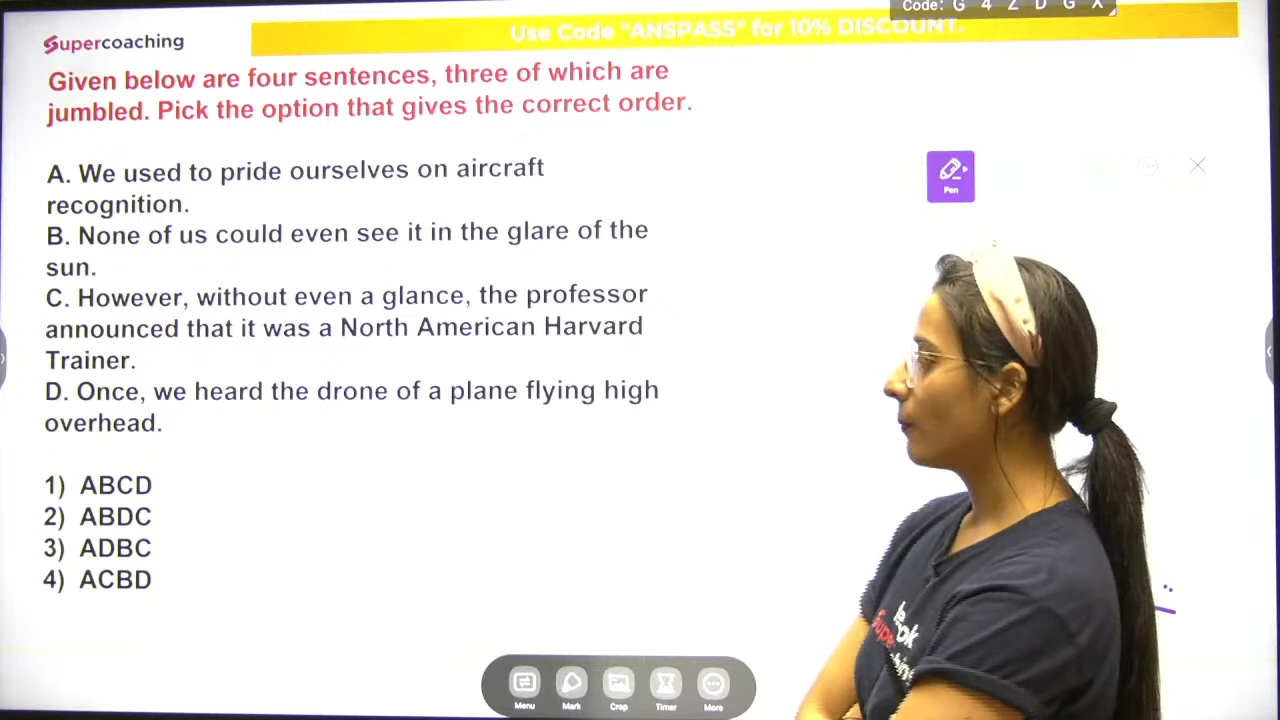 Code: G 4 Z D G X
Supercoaching
Use Code "ANSPASS" for 10% DISCOUNT.
Given below are four sentences, three of which are
jumbled. Pick the option that gives the correct order.
A. We used to pride ourselves on aircraft
recognition.
B. None of us could even see it in the glare of the
sun.
C. However, without even a glance, the professor
announced that it was a North American Harvard
Trainer.
D. Once, we heard the drone of a plane flying high
overhead.
1) ABCD
2) ABDC
3) ADBC
4) ACBD
Pen
Menu
Mark
Crop
Timer
More